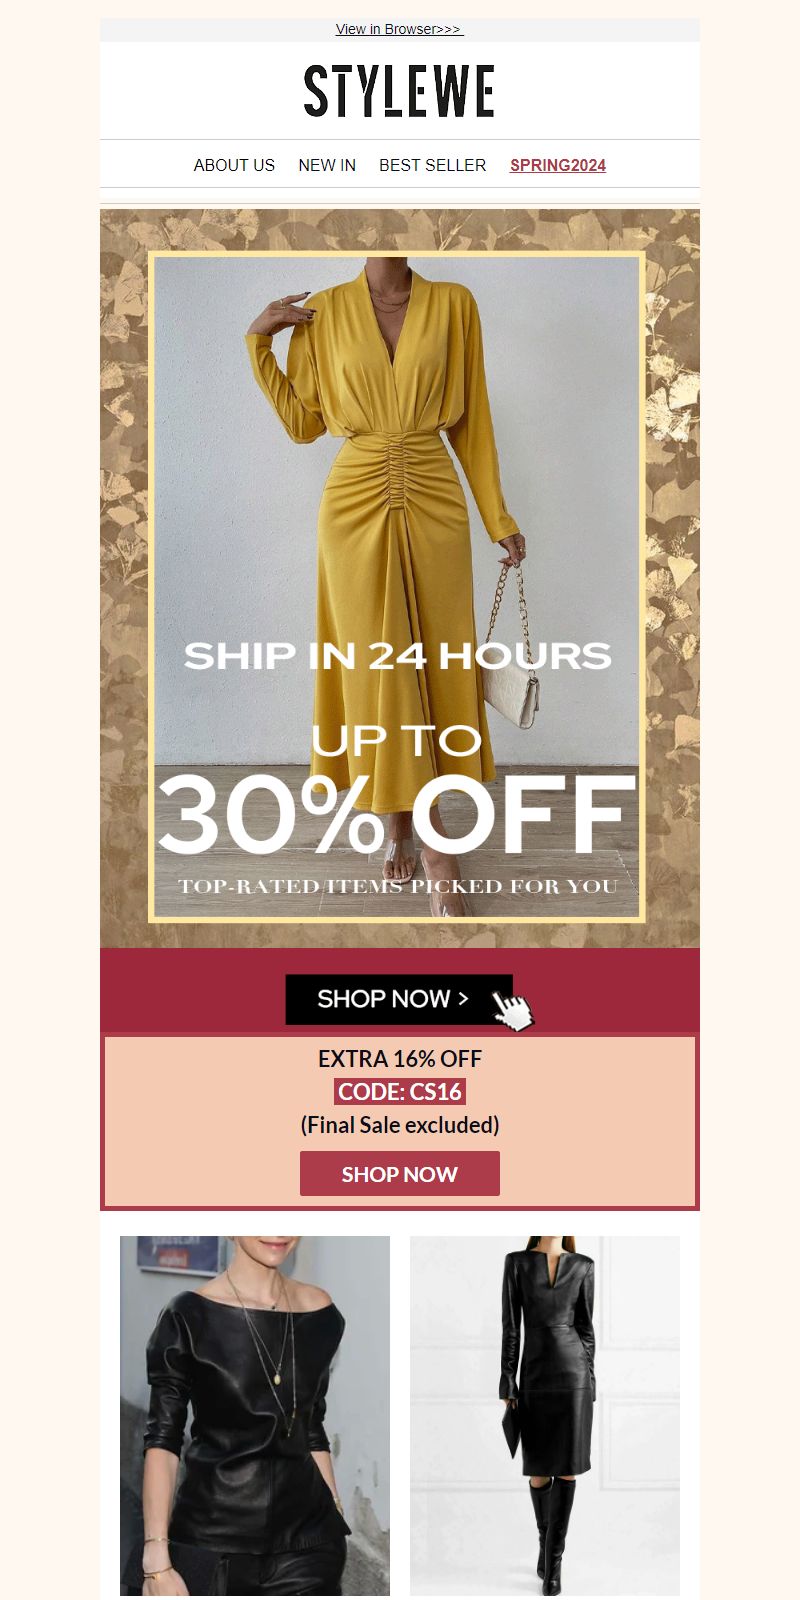 View in Browser>>>
STYLEWE
ABOUT US NEW IN BEST SELLER SPRING2024
SHIP IN 24 HOURS
UP TO
30% OFF
TOP-RATED ITEMS PICKED FOR YOU
SHOP NOW >
EXTRA 16% OFF
CODE: CS16
(Final Sale excluded)
SHOP NOW